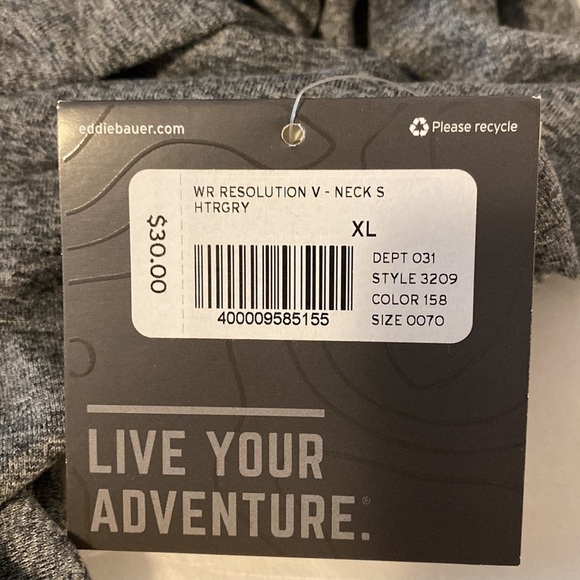 eddiebauer.com
Please recycle
WR RESOLUTION V - NECK S
HTRGRY
XL
$30.00
DEPT 031
STYLE 3209
COLOR 158
SIZE 0070
400009585155
LIVE YOUR
ADVENTURE.®